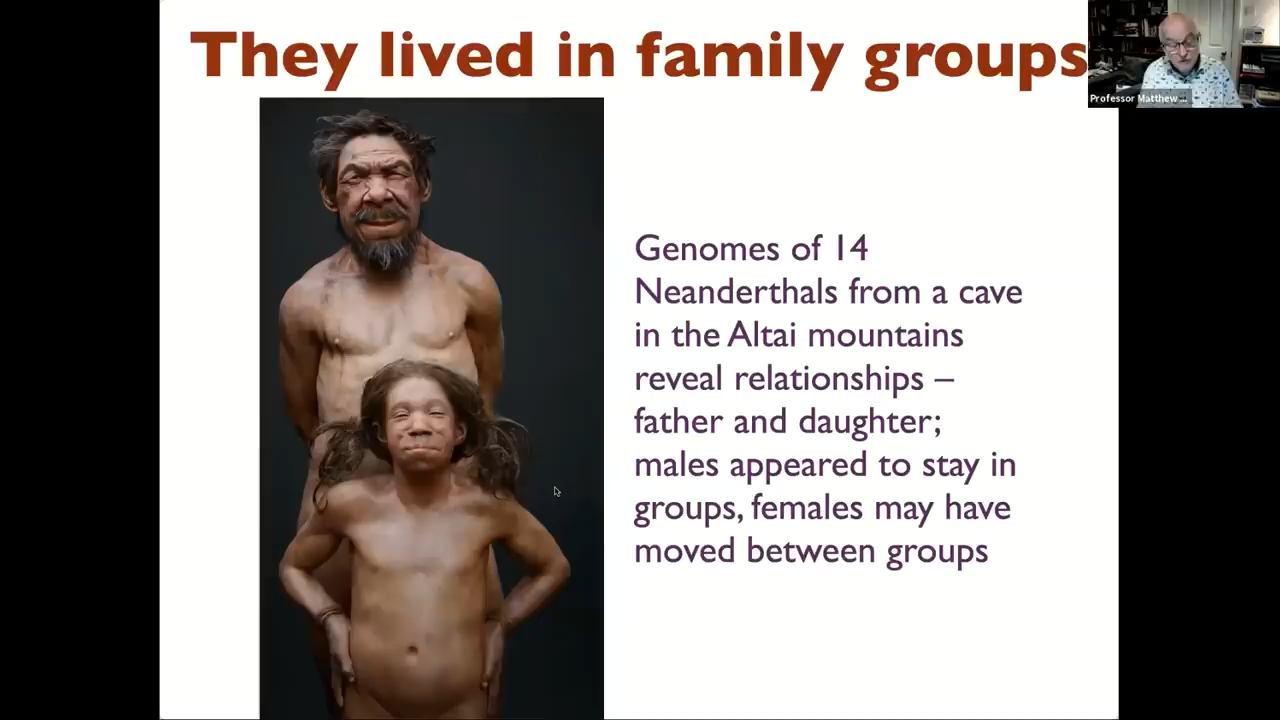 They lived in family groups
Professor Matthew ...
Genomes of 14
Neanderthals from a cave
in the Altai mountains
reveal relationships –
father and daughter;
males appeared to stay in
groups, females may have
moved between groups